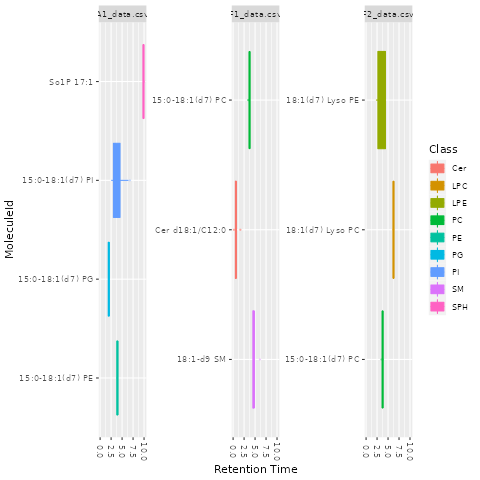 A1_data.csv
F1_data.csv
F2_data.csv
So1P 17:1
15:0-18:1(d7) PI
15:0-18:1(d7) PG
15:0-18:1(d7) PE
15:0-18:1(d7) PC
Cer d18:1/C12:0
18:1-d9 SM
18:1(d7) Lyso PE
18:1(d7) Lyso PC
15:0-18:1(d7) PC
0.0
2.5
5.0
7.5
10.0
0.0
2.5
5.0
7.5
10.0
0.0
2.5
5.0
7.5
10.0
Retention Time
MoleculeId
Class
Cer
LPC
LPE
PC
PE
PG
PI
SM
SPH